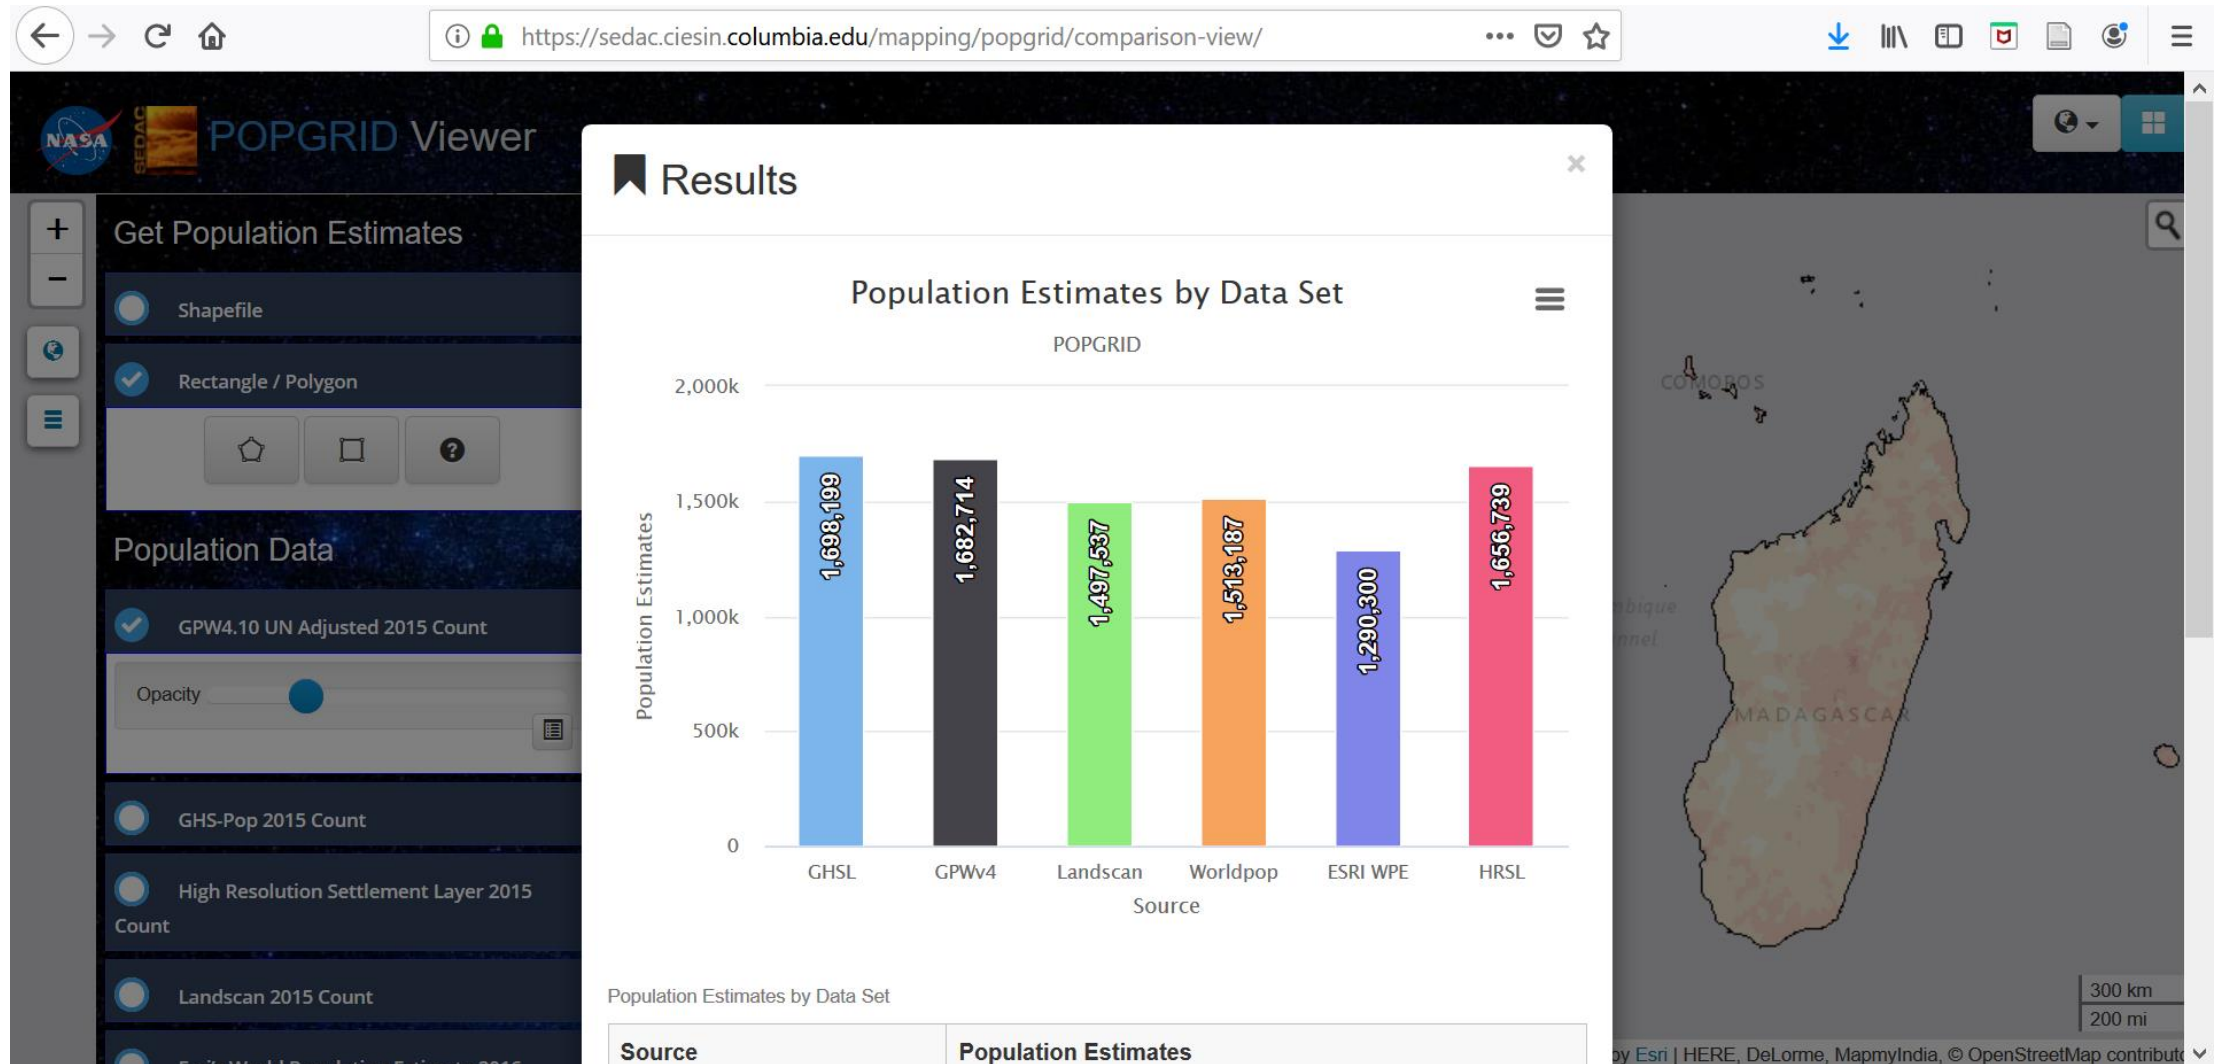 https://sedac.ciesin.columbia.edu/mapping/popgrid/comparison-view/
NASA
SEDAC
POPGRID Viewer
Get Population Estimates
Shapefile
Rectangle / Polygon
Population Data
GPW4.10 UN Adjusted 2015 Count
Opacity
GHS-Pop 2015 Count
High Resolution Settlement Layer 2015
Count
Landscan 2015 Count
Results
×
Population Estimates by Data Set
POPGRID
Population Estimates
2,000k
1,500k
1,000k
500k
0
1,698,199
1,682,714
1,497,537
1,513,187
1,290,300
1,656,739
GHSL
GPWv4
Landscan
Worldpop
ESRI WPE
HRSL
Source
Population Estimates by Data Set
Source
Population Estimates
COMOROS
MADAGASCAR
300 km
200 mi
by Esri | HERE, DeLorme, MapmyIndia, © OpenStreetMap